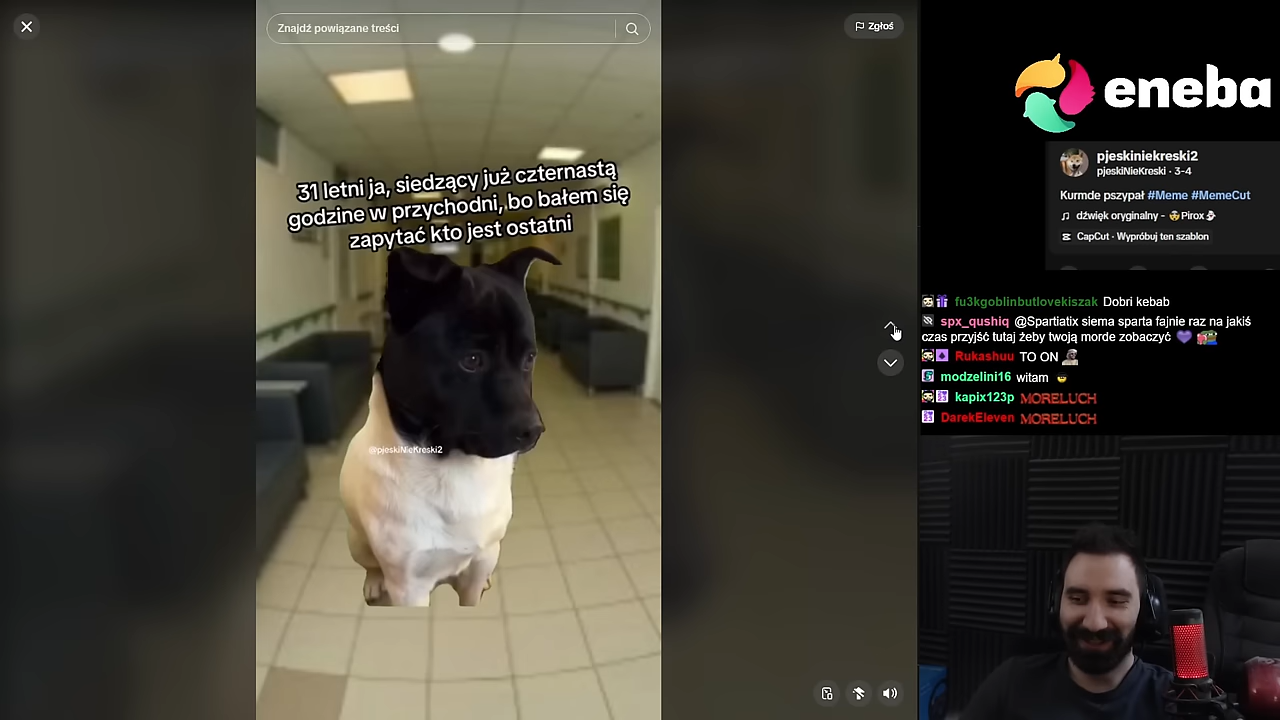 Znajdź powiązane treści
Zgłoś
31 letni ja, siedzący już czternastą
godzine w przychodni, bo bałem się
zapytać kto jest ostatni
@pjeskiNieKreski2
eneba
pjeskiniekreski2
pjeskiNieKreski · 3-4
Kurmde pszypał #Meme #MemeCut
dźwięk oryginalny - Pirox
CapCut · Wypróbuj ten szablon
fu3kgoblinbutlovekiszak Dobri kebab
spx_qushiq @Spartiatix siema sparta fajnie raz na jakiś
czas przyjść tutaj żeby twoją morde zobaczyć
Rukashuu TO ON
modzelini16 witam
kapix123p MORELUCH
DarekEleven MORELUCH